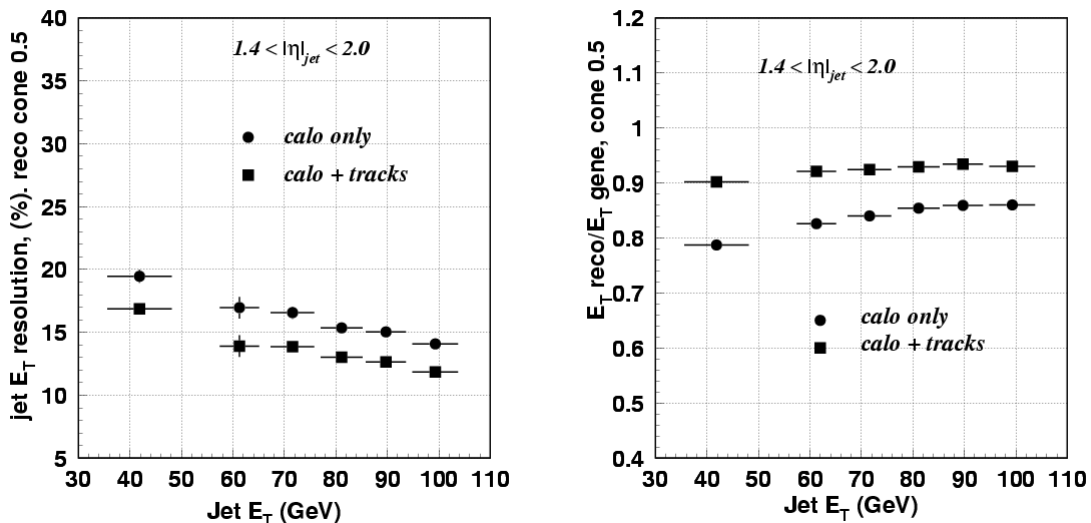 jet E_T resolution, (%). reco cone 0.5
40
35
30
25
20
15
10
5
1.4 < |η|_jet < 2.0
calo only
calo + tracks
30 40 50 60 70 80 90 100 110
Jet E_T (GeV)
E_T reco/E_T gene, cone 0.5
1.2
1.1
1
0.9
0.8
0.7
0.6
0.5
0.4
1.4 < |η|_jet < 2.0
calo only
calo + tracks
30 40 50 60 70 80 90 100 110
Jet E_T (GeV)